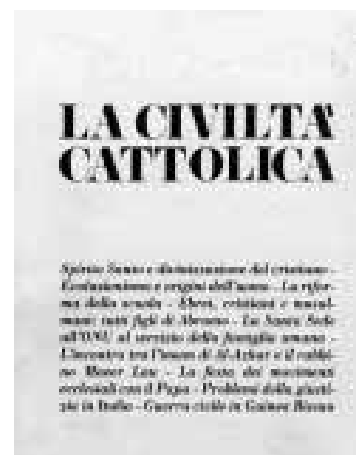 LA CIVILTÀ
CATTOLICA
Spirito Santo e divinizzazione del cristiano -
Evoluzionismo e origini dell'uomo - La rifor-
ma della scuola - Ebrei, cristiani e musul-
mani: tutti figli di Abramo - La Santa Sede
all'ONU al servizio della famiglia umana -
L'incontro tra l'imam di Al-Azhar e il rabbi-
no Meier Lau - La festa dei movimenti
ecclesiali con il Papa - Problemi della giusti-
zia in Italia - Guerra civile in Guinea Bissau